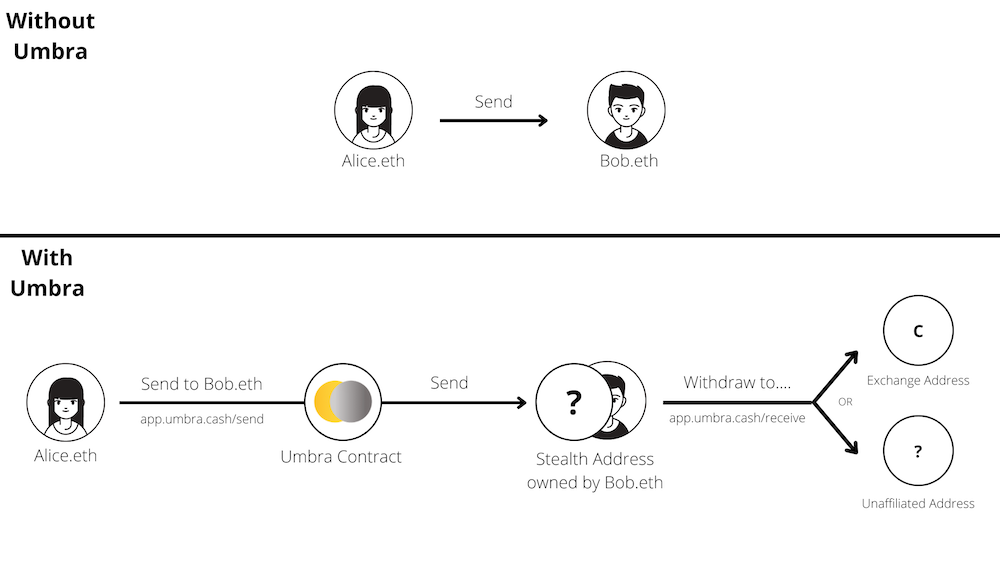 Without
Umbra
Send
Alice.eth
Bob.eth
With
Umbra
Send to Bob.eth
app.umbra.cash/send
Alice.eth
Umbra Contract
Send
?
Stealth Address
owned by Bob.eth
Withdraw to....
app.umbra.cash/receive
C
Exchange Address
OR
?
Unaffiliated Address